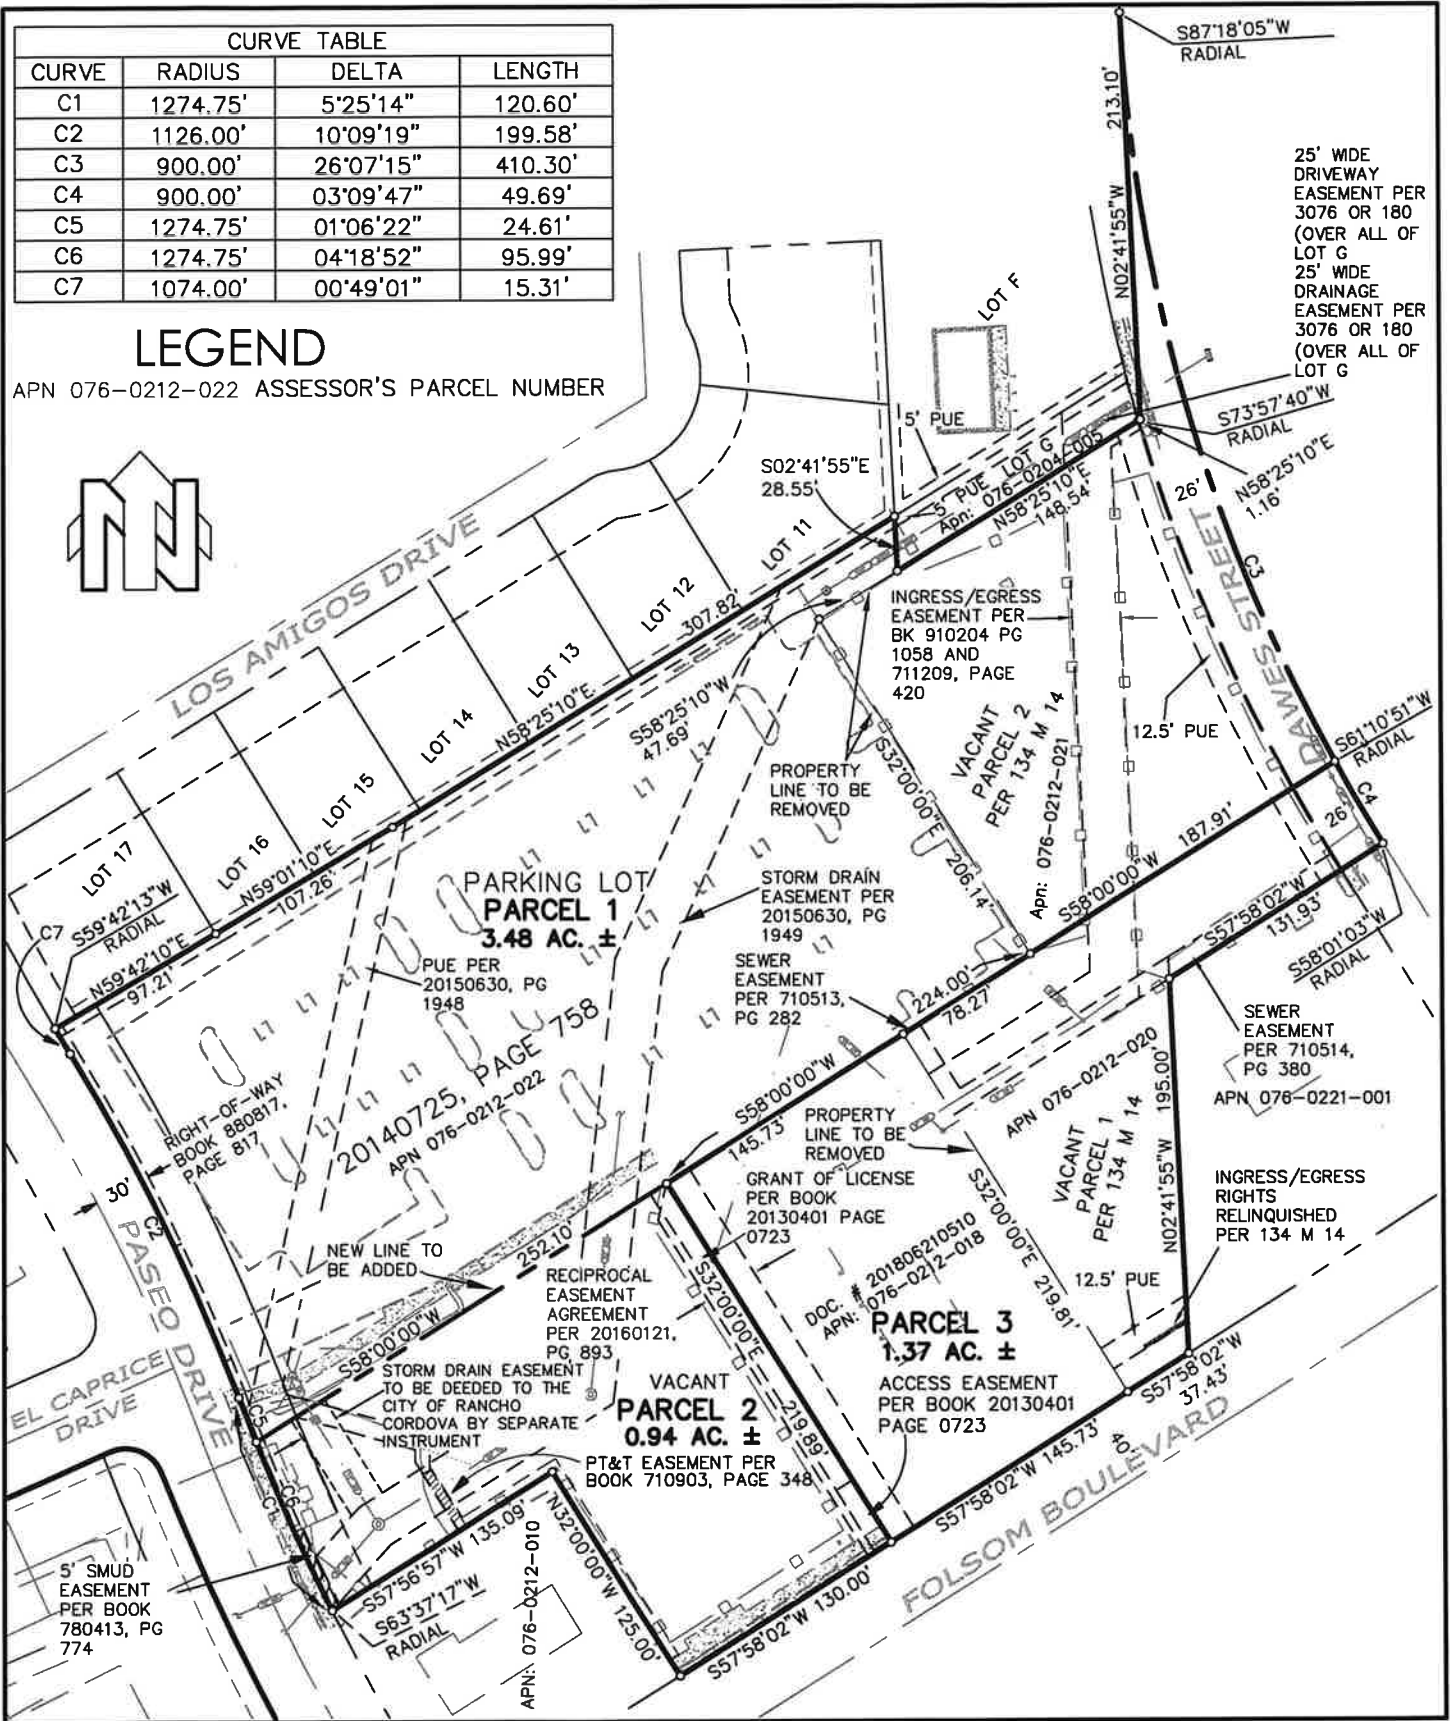 CURVE TABLE
CURVE RADIUS DELTA LENGTH
C1 1274.75' 5°25'14" 120.60'
C2 1126.00' 10°09'19" 199.58'
C3 900.00' 26°07'15" 410.30'
C4 900.00' 03°09'47" 49.69'
C5 1274.75' 01°06'22" 24.61'
C6 1274.75' 04°18'52" 95.99'
C7 1074.00' 00°49'01" 15.31'
LEGEND
APN 076-0212-022 ASSESSOR'S PARCEL NUMBER
S87°18'05"W
RADIAL
213.10'
N02°41'55"W
25' WIDE
DRIVEWAY
EASEMENT PER
3076 OR 180
(OVER ALL OF
LOT G
25' WIDE
DRAINAGE
EASEMENT PER
3076 OR 180
(OVER ALL OF
LOT G
S73°57'40"W
RADIAL
N58°25'10"E
1.16'
LOT F
5' PUE
5' PUE
LOT G
Apn: 076-0204-005
N58°25'10"E
148.54'
S02°41'55"E
28.55'
26'
DAWES STREET
C3
LOS AMIGOS DRIVE
LOT 11
LOT 12
LOT 13
LOT 14
LOT 15
LOT 16
LOT 17
307.82'
N58°25'10"E
S58°25'10"W
47.69'
INGRESS/EGRESS
EASEMENT PER
BK 910204 PG
1058 AND
711209, PAGE
420
VACANT
PARCEL 2
PER 134 M 14
Apn: 076-0212-021
12.5' PUE
S61°10'51"W
RADIAL
C4
26'
PROPERTY
LINE TO BE
REMOVED
S32°00'00"E
206.14'
S58°00'00"W
187.91'
S57°58'02"W
131.93'
S58°01'03"W
RADIAL
N59°01'10"E
107.26'
S59°42'13"W
RADIAL
C7
N59°42'10"E
97.21'
PARKING LOT
PARCEL 1
3.48 AC. ±
STORM DRAIN
EASEMENT PER
20150630, PG
1949
PUE PER
20150630, PG
1948
SEWER
EASEMENT
PER 710513,
PG 282
224.00'
78.27'
SEWER
EASEMENT
PER 710514,
PG 380
APN 076-0221-001
20140725, PAGE 758
APN 076-0212-022
RIGHT-OF-WAY
BOOK 880817,
PAGE 817
30'
C2
PASEO DRIVE
S58°00'00"W
145.73'
PROPERTY
LINE TO BE
REMOVED
APN 076-0212-020
VACANT
PARCEL 1
PER 134 M 14
N02°41'55"W
195.00'
INGRESS/EGRESS
RIGHTS
RELINQUISHED
PER 134 M 14
GRANT OF LICENSE
PER BOOK
20130401 PAGE
0723
S32°00'00"E
219.81'
12.5' PUE
NEW LINE TO
BE ADDED
252.10'
S58°00'00"W
RECIPROCAL
EASEMENT
AGREEMENT
PER 20160121,
PG 893
S32°00'00"E
219.89'
DOC. # 201806210510
APN: 076-0212-018
PARCEL 3
1.37 AC. ±
ACCESS EASEMENT
PER BOOK 20130401
PAGE 0723
S57°58'02"W
37.43'
EL CAPRICE
DRIVE
C5
STORM DRAIN EASEMENT
TO BE DEEDED TO THE
CITY OF RANCHO
CORDOVA BY SEPARATE
INSTRUMENT
VACANT
PARCEL 2
0.94 AC. ±
PT&T EASEMENT PER
BOOK 710903, PAGE 348
C6
C1
S57°58'02"W 145.73'
40'
FOLSOM BOULEVARD
5' SMUD
EASEMENT
PER BOOK
780413, PG
774
S57°56'57"W 135.09'
S63°37'17"W
RADIAL
APN: 076-0212-010
N32°00'00"W 125.00'
S57°58'02"W 130.00'